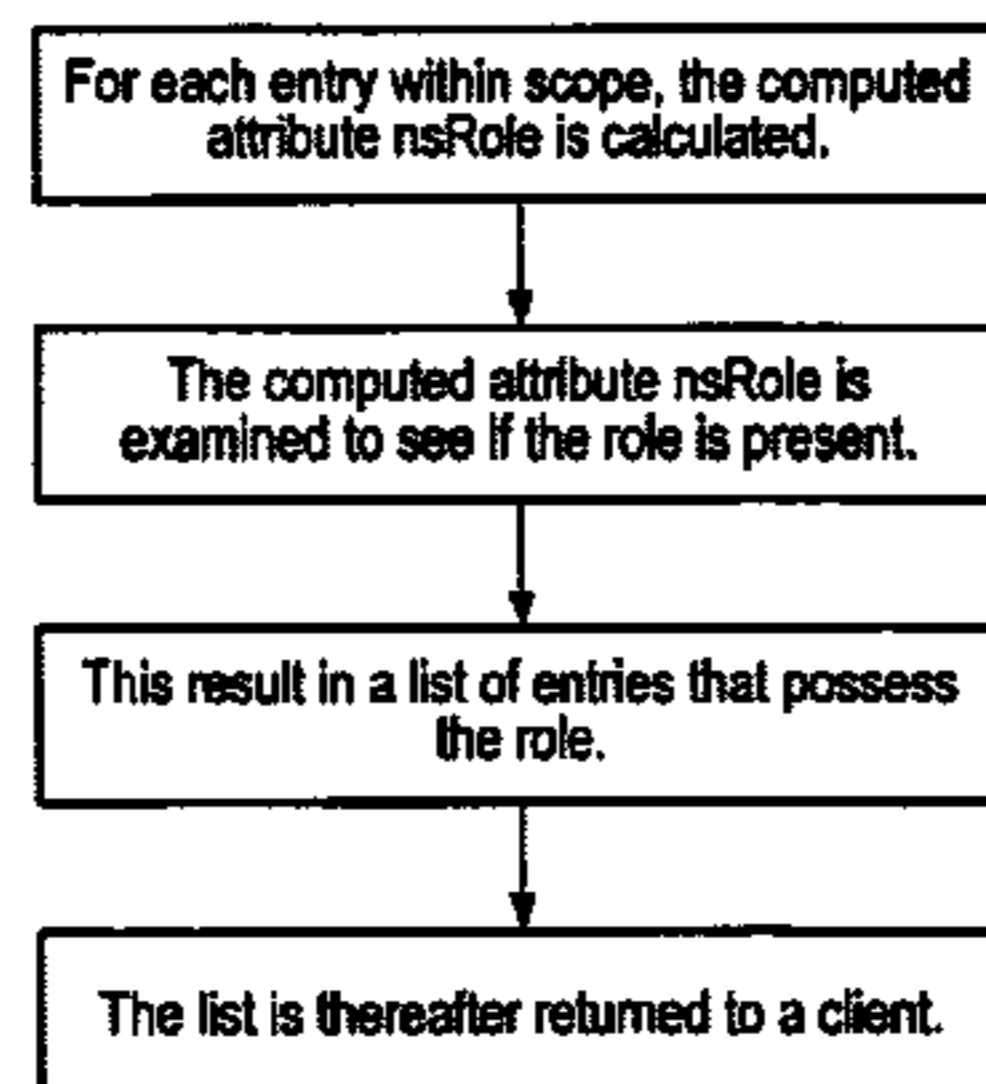 For each entry within scope, the computed
attribute nsRole is calculated.
The computed attribute nsRole is
examined to see if the role is present.
This result in a list of entries that possess
the role.
The list is thereafter returned to a client.